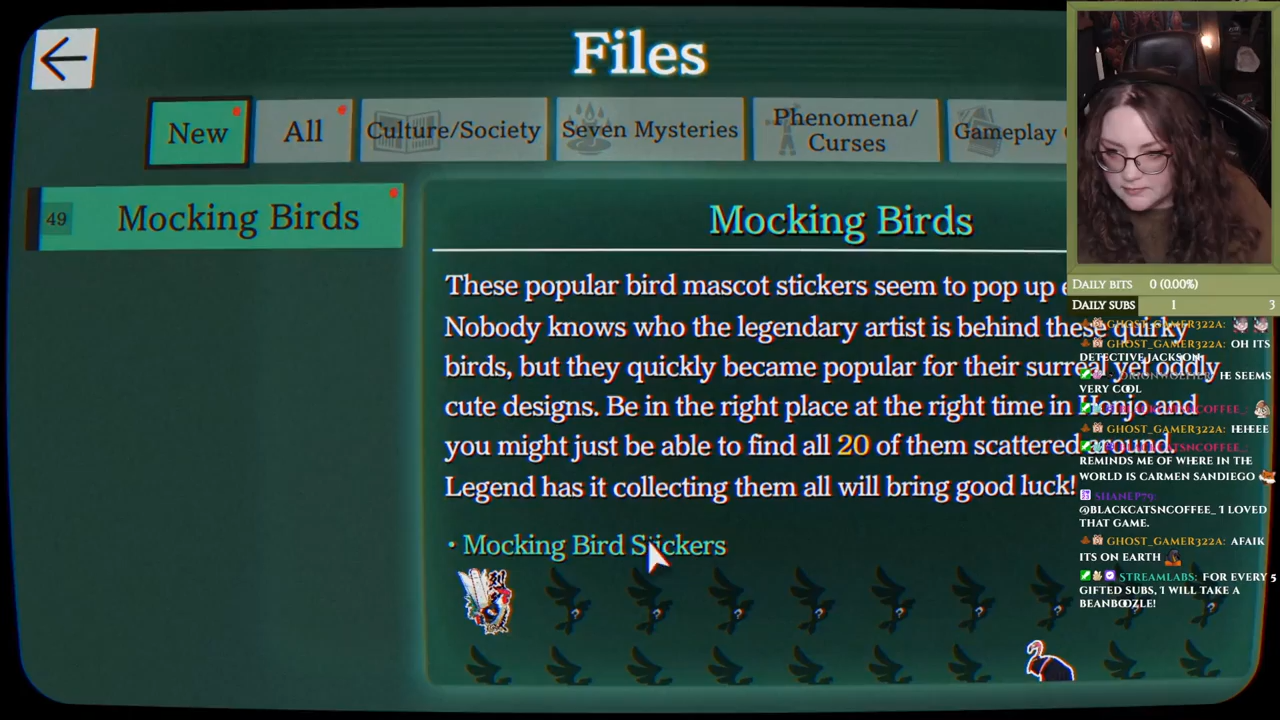 Files
New
All
Culture/Society
Seven Mysteries
Phenomena/
Curses
Gameplay
49
Mocking Birds
Mocking Birds
These popular bird mascot stickers seem to pop up
Nobody knows who the legendary artist is behind these quirky
birds, but they quickly became popular for their surreal yet oddly
cute designs. Be in the right place at the right time in Honjo and
you might just be able to find all 20 of them scattered around.
Legend has it collecting them all will bring good luck!
· Mocking Bird Stickers
DAILY BITS 0 (0.00%)
DAILY SUBS 1 3
GHOST_GAMER322A:
GHOST_GAMER322A: OH ITS
DETECTIVE JACKSON
HE SEEMS
VERY COOL
GHOST_GAMER322A: HEHEEE
REMINDS ME OF WHERE IN THE
WORLD IS CARMEN SANDIEGO
SHANEP79:
@BLACKCATSNCOFFEE_ I LOVED
THAT GAME.
GHOST_GAMER322A: AFAIK
ITS ON EARTH
STREAMLABS: FOR EVERY 5
GIFTED SUBS, I WILL TAKE A
BEANBOOZLE!